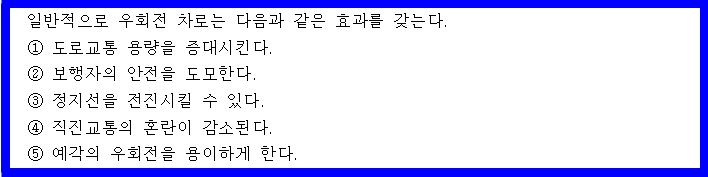 일반적으로 우회전 차로는 다음과 같은 효과를 갖는다.
① 도로교통 용량을 증대시킨다.
② 보행자의 안전을 도모한다.
③ 정지선을 전진시킬 수 있다.
④ 직진교통의 혼란이 감소된다.
⑤ 예각의 우회전을 용이하게 한다.